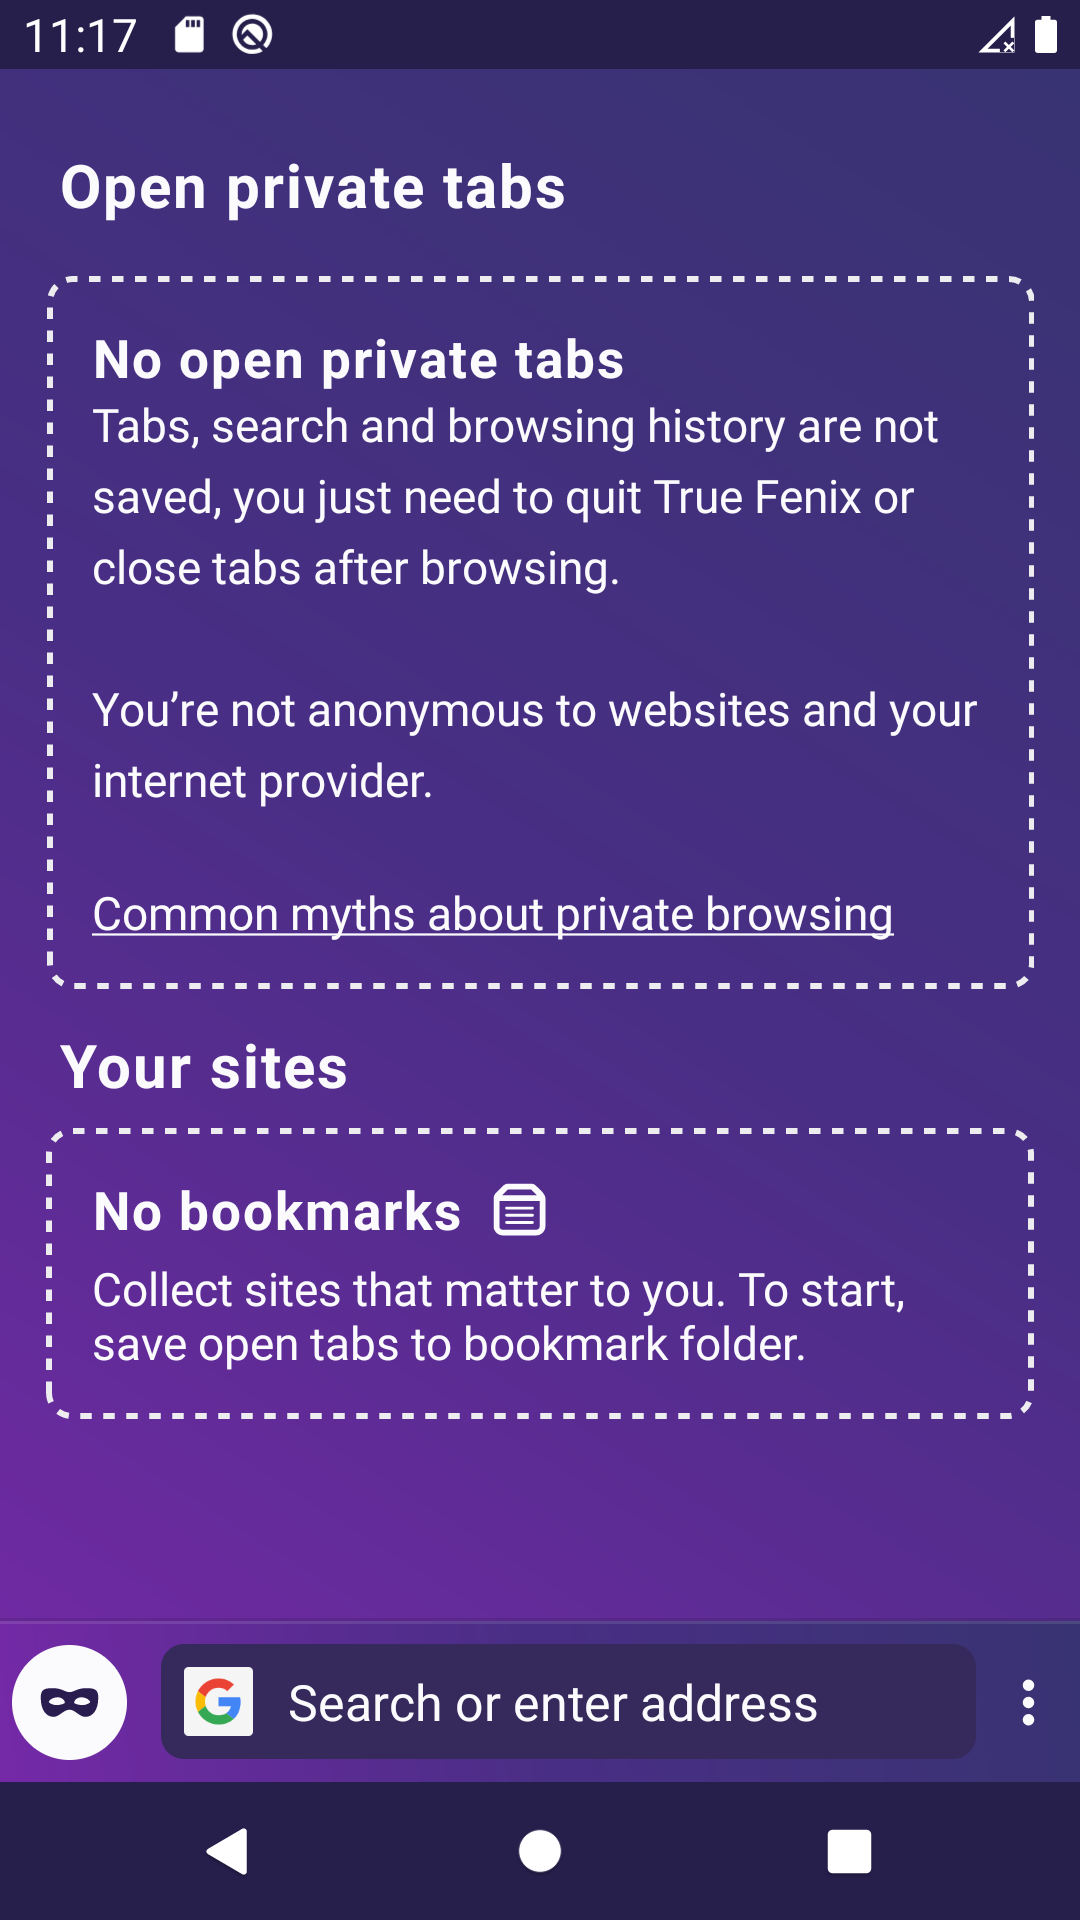 11:17
Open private tabs
No open private tabs
Tabs, search and browsing history are not
saved, you just need to quit True Fenix or
close tabs after browsing.
You’re not anonymous to websites and your
internet provider.
Common myths about private browsing
Your sites
No bookmarks
Collect sites that matter to you. To start,
save open tabs to bookmark folder.
Search or enter address